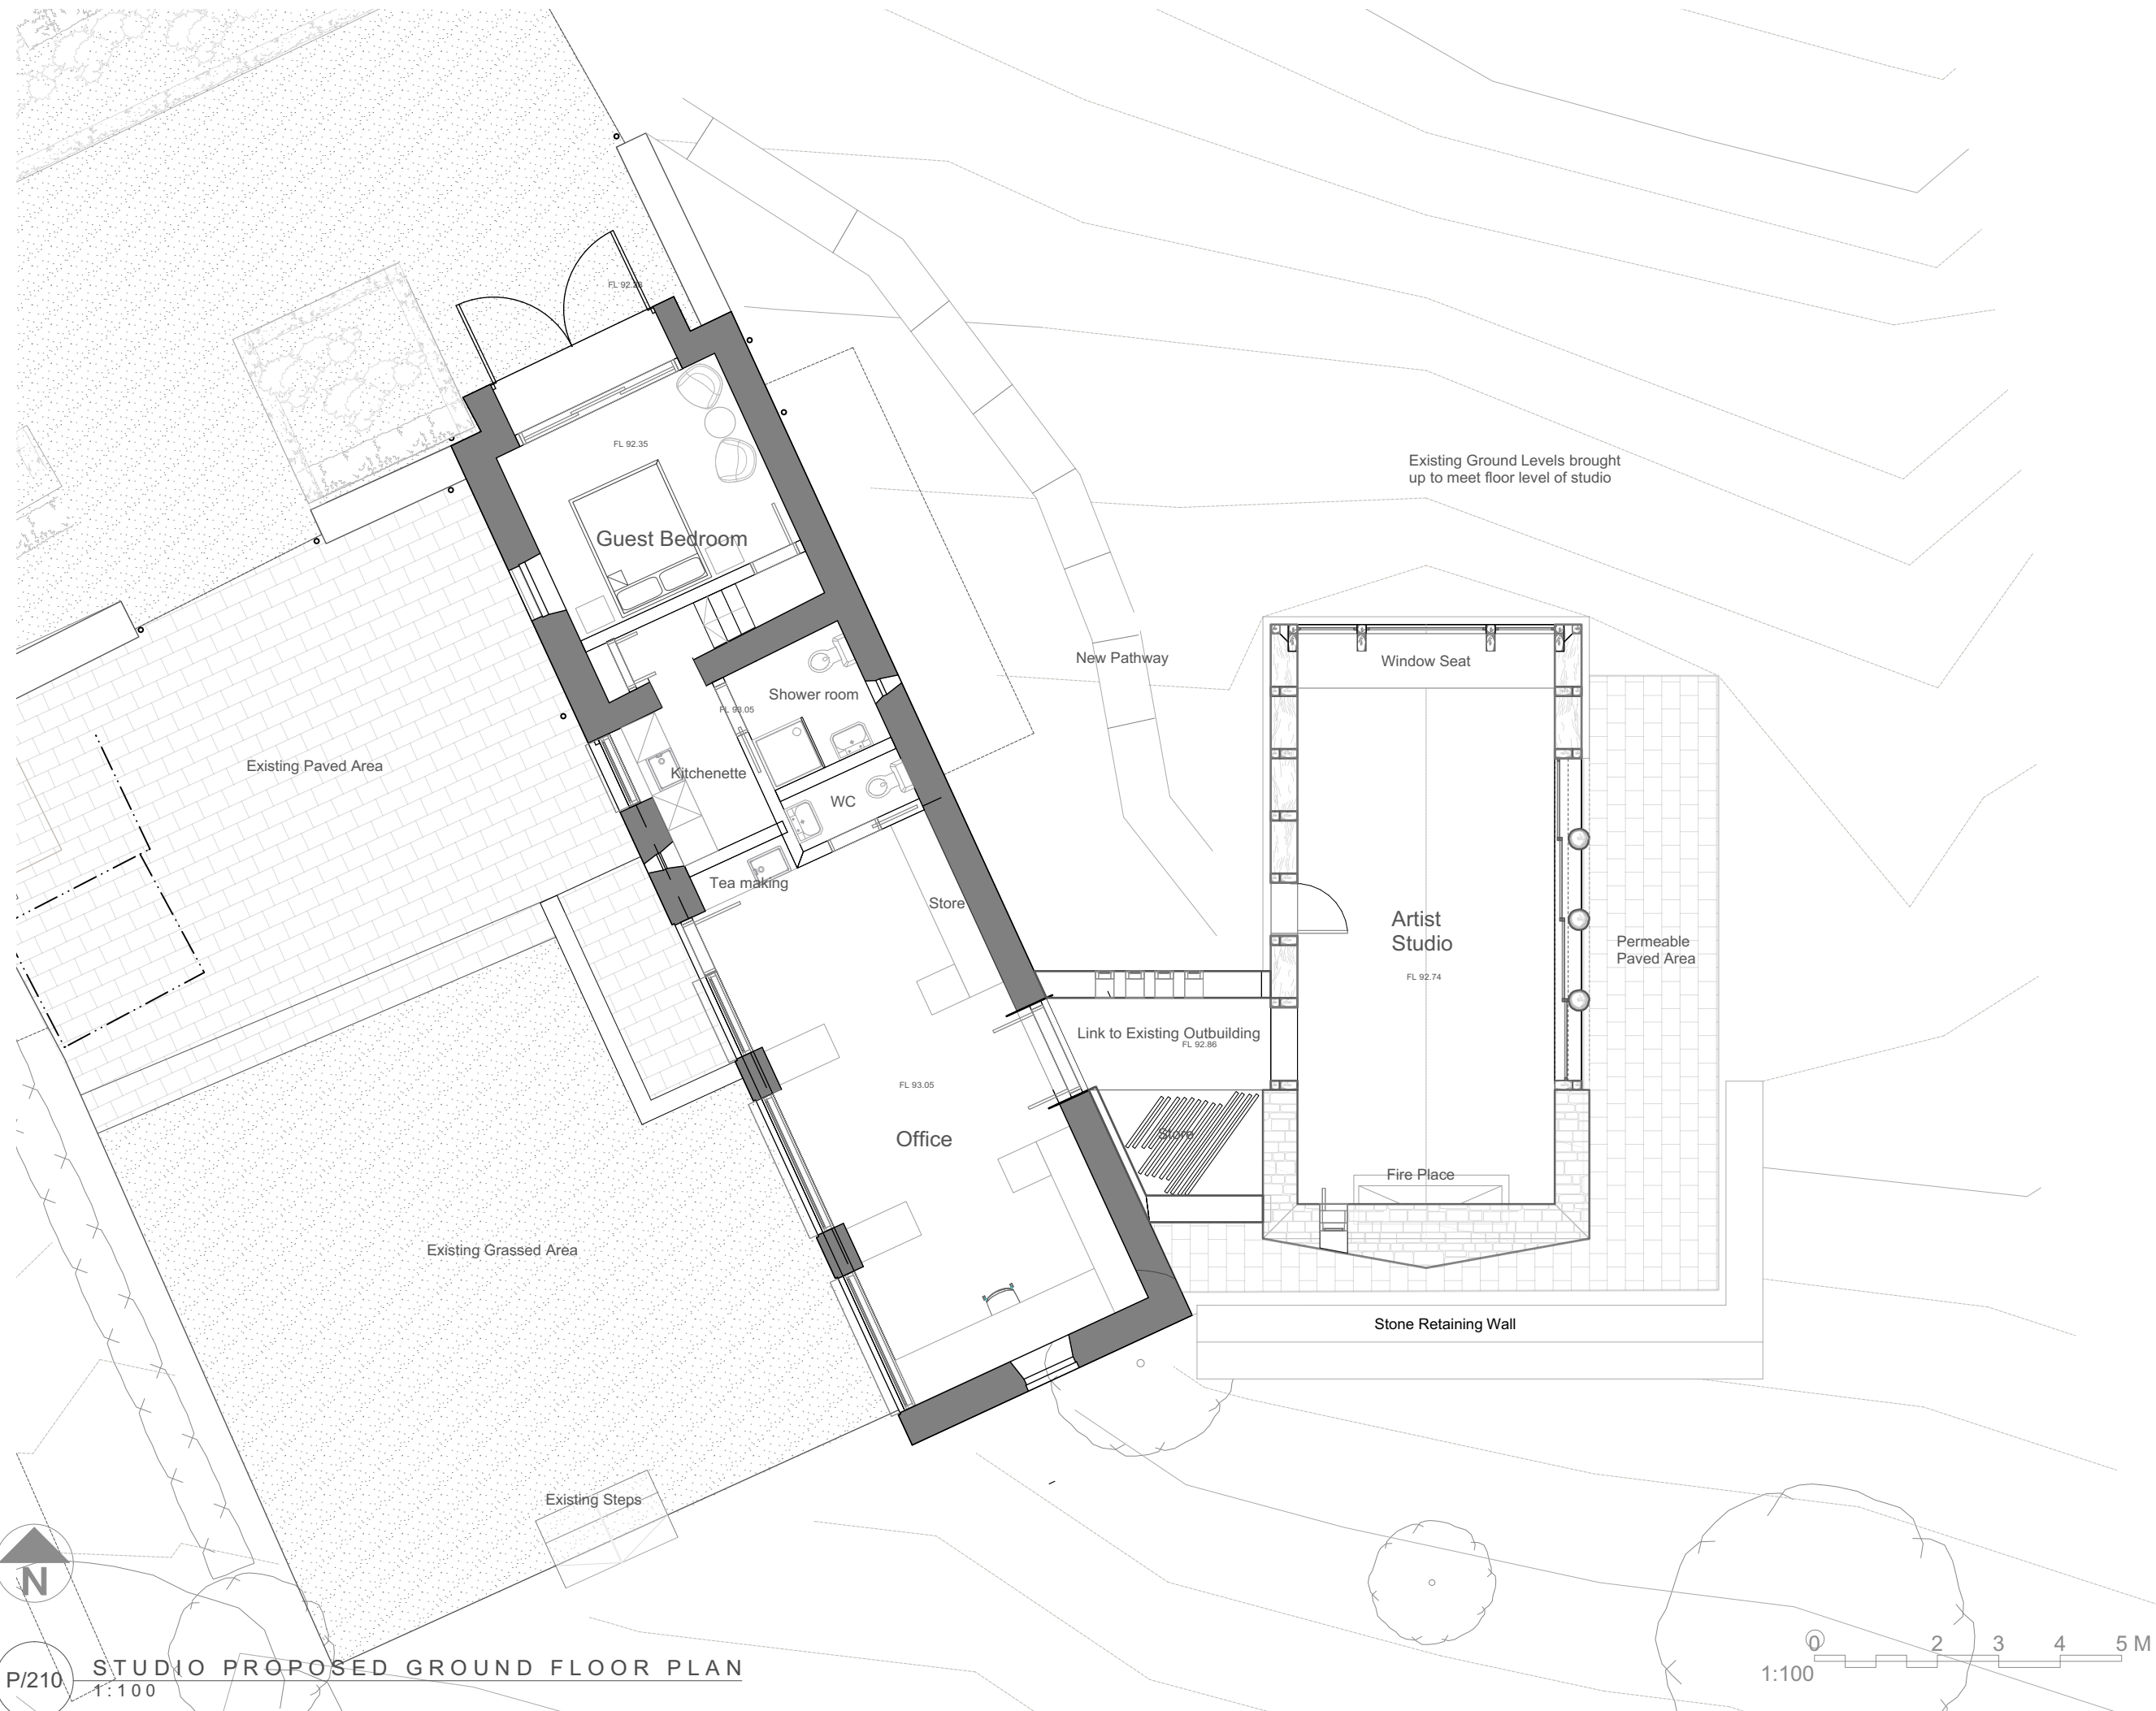 FL 92.35
Guest Bedroom
Existing Ground Levels brought
up to meet floor level of studio
New Pathway
Window Seat
Shower room
FL 93.05
Existing Paved Area
Kitchenette
WC
Tea making
Store
Artist
Studio
FL 92.74
Permeable
Paved Area
Link to Existing Outbuilding
FL 92.86
FL 93.05
Office
Store
Fire Place
Existing Grassed Area
Stone Retaining Wall
Existing Steps
N
P/210
STUDIO PROPOSED GROUND FLOOR PLAN
1:100
0 2 3 4 5 M
1:100